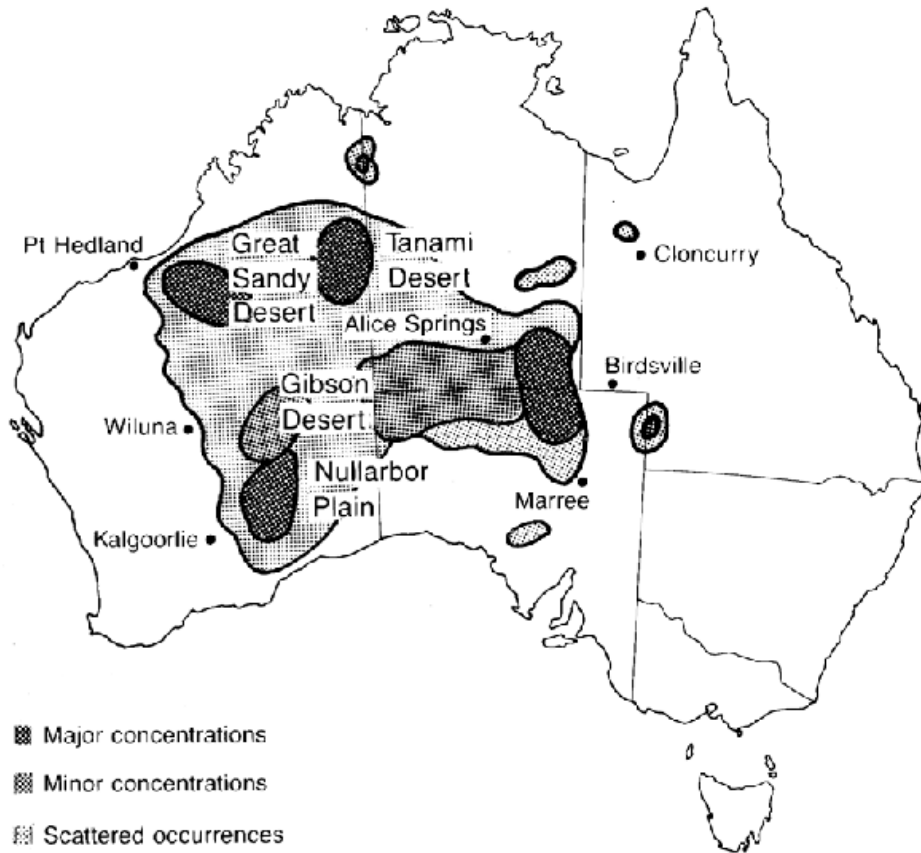 Pt Hedland
Great
Sandy
Desert
Tanami
Desert
Cloncurry
Alice Springs
Birdsville
Gibson
Desert
Wiluna
Nullarbor
Plain
Marree
Kalgoorlie
Major concentrations
Minor concentrations
Scattered occurrences